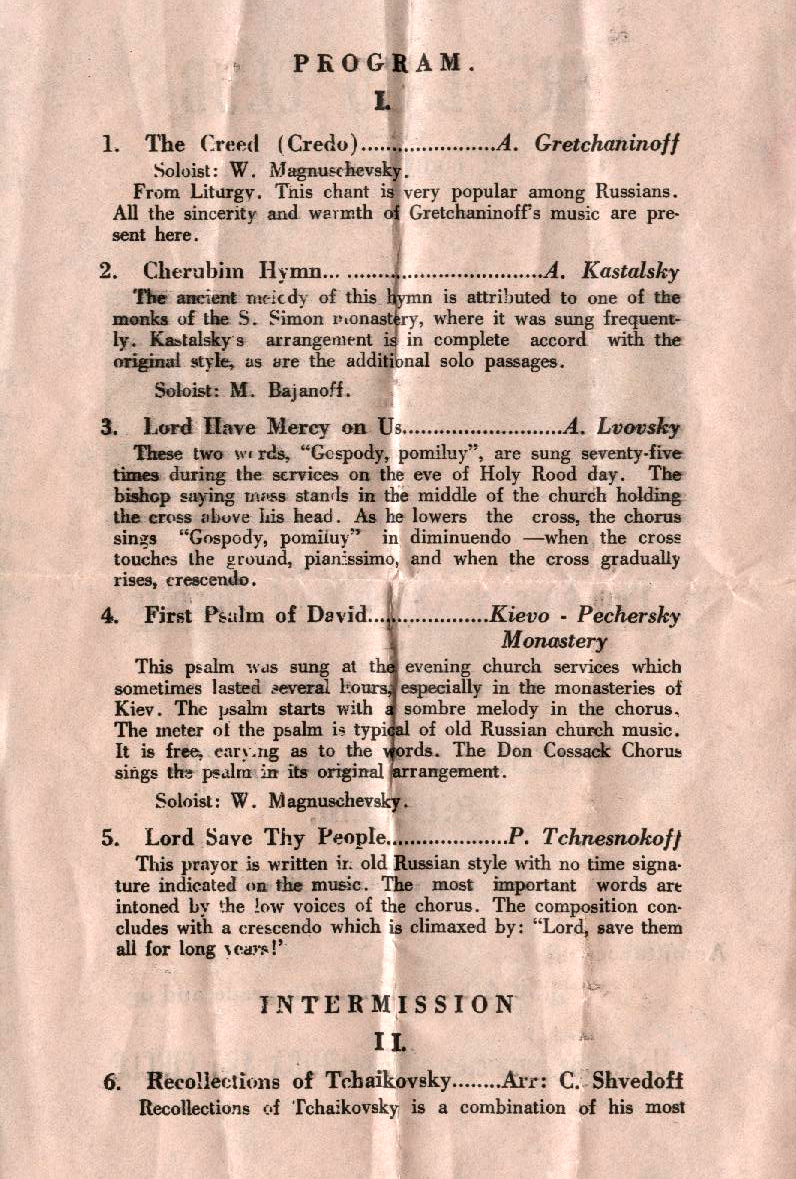 PROGRAM.
I.
1. The Creed (Credo)......................A. Gretchaninoff
Soloist: W. Magnuschevsky.
From Liturgy. This chant is very popular among Russians.
All the sincerity and warmth of Gretchaninoff's music are pre-
sent here.
2. Cherubim Hymn... ................................A. Kastalsky
The ancient melcdy of this hymn is attributed to one of the
monks of the S. Simon monastery, where it was sung frequent-
ly. Kastalsky's arrangement is in complete accord with the
original style, as are the additional solo passages.
Soloist: M. Bajanoff.
3. Lord Have Mercy on Us..........................A. Lvovsky
These two words, "Gospody, pomiluy", are sung seventy-five
times during the services on the eve of Holy Rood day. The
bishop saying mass stands in the middle of the church holding
the cross above his head. As he lowers the cross, the chorus
sings "Gospody, pomiluy" in diminuendo —when the cross
touches the ground, pianissimo, and when the cross gradually
rises, crescendo.
4. First Psalm of David...................Kievo - Pechersky
Monastery
This psalm was sung at the evening church services which
sometimes lasted several hours, especially in the monasteries of
Kiev. The psalm starts with a sombre melody in the chorus.
The meter of the psalm is typical of old Russian church music.
It is free, as to the words. The Don Cossack Chorus
sings the psalm in its original arrangement.
Soloist: W. Magnuschevsky.
5. Lord Save Thy People....................P. Tchnesnokoff
This prayor is written in old Russian style with no time signa-
ture indicated on the music. The most important words are
intoned by the low voices of the chorus. The composition con-
cludes with a crescendo which is climaxed by: "Lord, save them
all for long years!'
INTERMISSION
II.
6. Recollections of Tchaikovsky........Arr: C. Shvedoff
Recollections of Tchaikovsky is a combination of his most